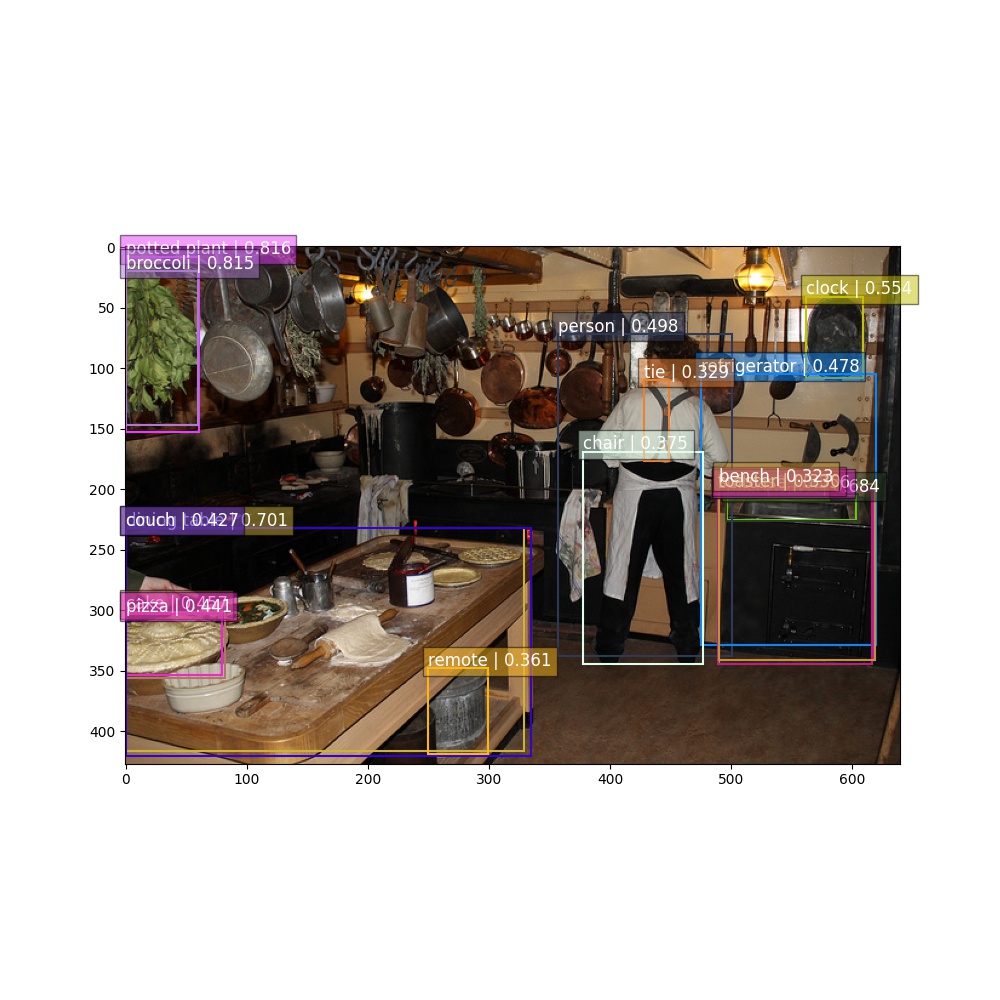 potted plant | 0.816
broccoli | 0.815
clock | 0.554
person | 0.498
refrigerator | 0.478
tie | 0.329
chair | 0.375
bench | 0.323
684
couch | 0.427
0.701
pizza | 0.441
remote | 0.361
0
50
100
150
200
250
300
350
400
0
100
200
300
400
500
600